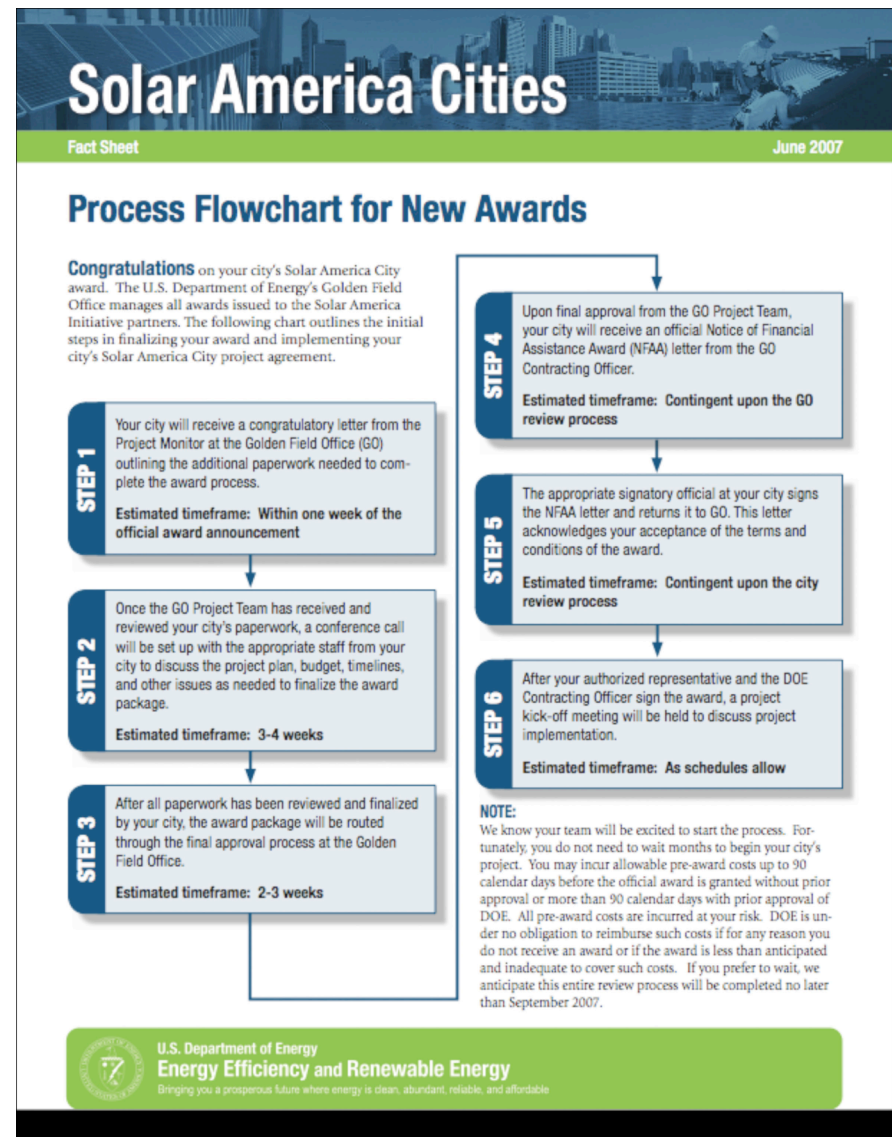 Solar America Cities
Fact Sheet
June 2007
Process Flowchart for New Awards
Congratulations on your city's Solar America City
award. The U.S. Department of Energy's Golden Field
Office manages all awards issued to the Solar America
Initiative partners. The following chart outlines the initial
steps in finalizing your award and implementing your
city's Solar America City project agreement.
STEP 1
Your city will receive a congratulatory letter from the
Project Monitor at the Golden Field Office (GO)
outlining the additional paperwork needed to com-
plete the award process.
Estimated timeframe: Within one week of the
official award announcement
STEP 2
Once the GO Project Team has received and
reviewed your city's paperwork, a conference call
will be set up with the appropriate staff from your
city to discuss the project plan, budget, timelines,
and other issues as needed to finalize the award
package.
Estimated timeframe: 3-4 weeks
STEP 3
After all paperwork has been reviewed and finalized
by your city, the award package will be routed
through the final approval process at the Golden
Field Office.
Estimated timeframe: 2-3 weeks
STEP 4
Upon final approval from the GO Project Team,
your city will receive an official Notice of Financial
Assistance Award (NFAA) letter from the GO
Contracting Officer.
Estimated timeframe: Contingent upon the GO
review process
STEP 5
The appropriate signatory official at your city signs
the NFAA letter and returns it to GO. This letter
acknowledges your acceptance of the terms and
conditions of the award.
Estimated timeframe: Contingent upon the city
review process
STEP 6
After your authorized representative and the DOE
Contracting Officer sign the award, a project
kick-off meeting will be held to discuss project
implementation.
Estimated timeframe: As schedules allow
NOTE:
We know your team will be excited to start the process. For-
tunately, you do not need to wait months to begin your city's
project. You may incur allowable pre-award costs up to 90
calendar days before the official award is granted without prior
approval or more than 90 calendar days with prior approval of
DOE. All pre-award costs are incurred at your risk. DOE is un-
der no obligation to reimburse such costs if for any reason you
do not receive an award or if the award is less than anticipated
and inadequate to cover such costs. If you prefer to wait, we
anticipate this entire review process will be completed no later
than September 2007.
U.S. Department of Energy
Energy Efficiency and Renewable Energy
Bringing you a prosperous future where energy is clean, abundant, reliable, and affordable